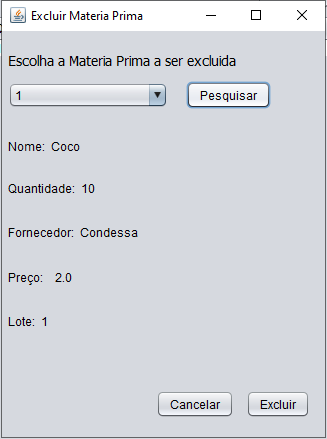 Excluir Materia Prima
Escolha a Materia Prima a ser excluida
1 Pesquisar
Nome: Coco
Quantidade: 10
Fornecedor: Condessa
Preço: 2.0
Lote: 1
Cancelar Excluir